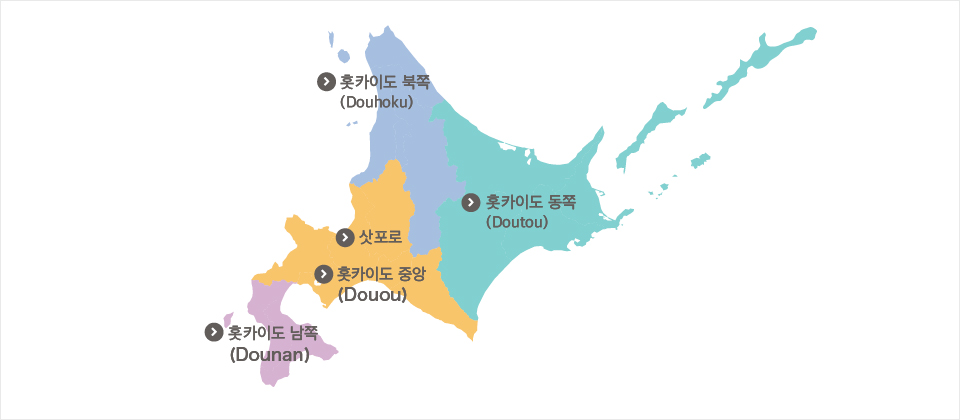 홋카이도 북쪽
(Douhoku)
홋카이도 동쪽
(Doutou)
삿포로
홋카이도 중앙
(Douou)
홋카이도 남쪽
(Dounan)